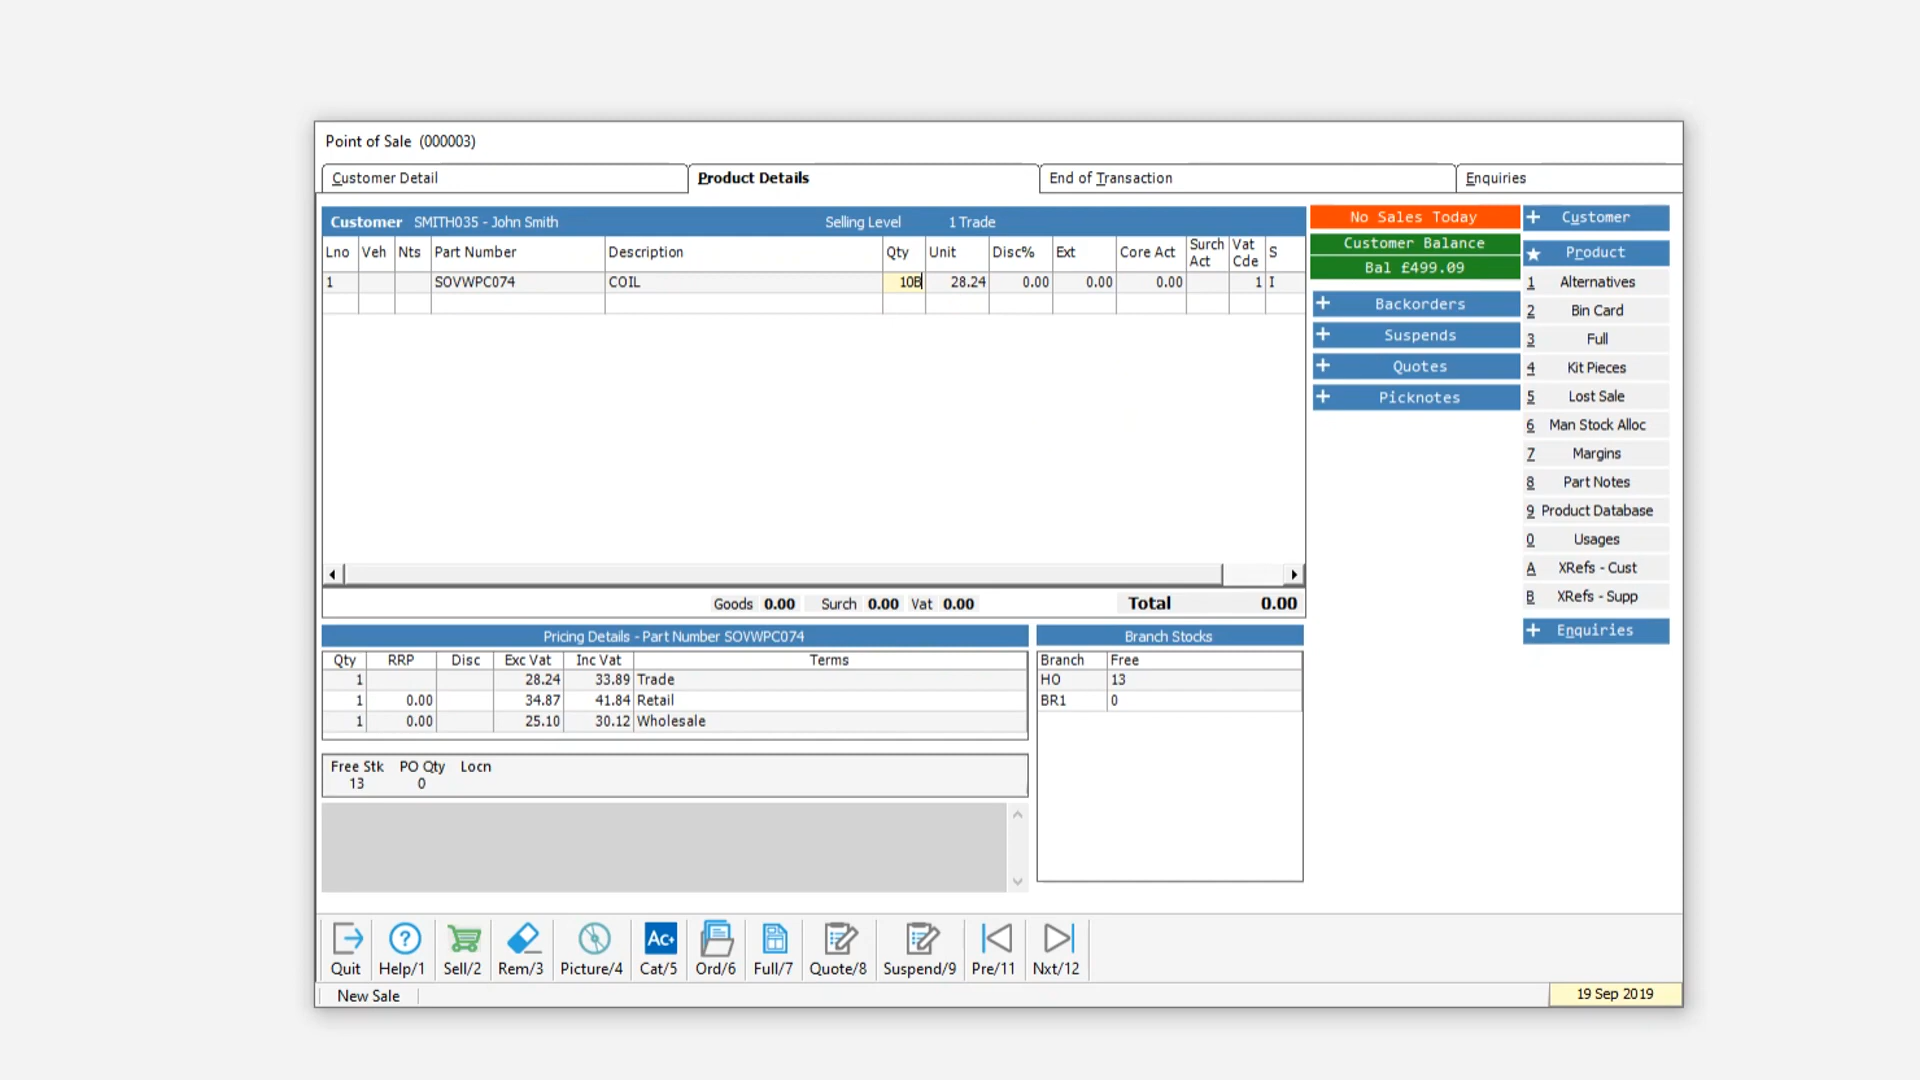 Point of Sale (000003)
Customer Detail
Product Details
End of Transaction
Enquiries
Customer SMITH035 - John Smith Selling Level 1 Trade
Lno Veh Nts Part Number Description Qty Unit Disc% Ext Core Act Surch Act Vat Cde S
1 SOVWPC074 COIL 10B 28.24 0.00 0.00 0.00 1 I
Goods 0.00 Surch 0.00 Vat 0.00 Total 0.00
Pricing Details - Part Number SOVWPC074
Qty RRP Disc Exc Vat Inc Vat Terms
1 28.24 33.89 Trade
1 0.00 34.87 41.84 Retail
1 0.00 25.10 30.12 Wholesale
Branch Stocks
Branch Free
HO 13
BR1 0
Free Stk PO Qty Locn
13 0
No Sales Today
Customer Balance
Bal £499.09
+ Backorders
+ Suspends
+ Quotes
+ Picknotes
+ Customer
Product
1 Alternatives
2 Bin Card
3 Full
4 Kit Pieces
5 Lost Sale
6 Man Stock Alloc
7 Margins
8 Part Notes
9 Product Database
0 Usages
A XRefs - Cust
B XRefs - Supp
+ Enquiries
? Ac+
Quit Help/1 Sell/2 Rem/3 Picture/4 Cat/5 Ord/6 Full/7 Quote/8 Suspend/9 Pre/11 Nxt/12
New Sale
19 Sep 2019